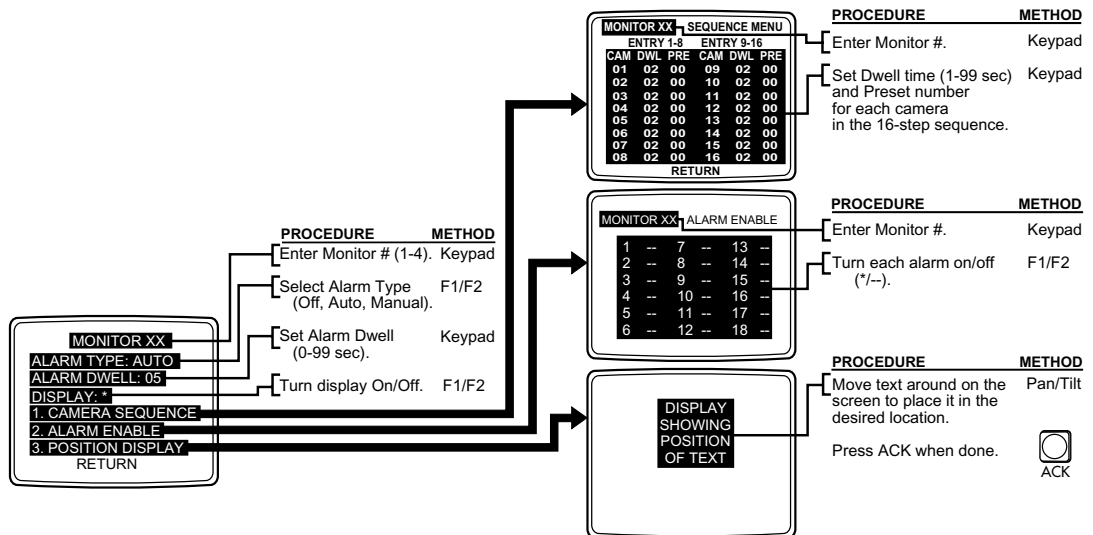 MONITOR XX
ALARM TYPE: AUTO
ALARM DWELL: 05
DISPLAY: *
1. CAMERA SEQUENCE
2. ALARM ENABLE
3. POSITION DISPLAY
RETURN
PROCEDURE METHOD
Enter Monitor # (1-4). Keypad
Select Alarm Type F1/F2
(Off, Auto, Manual).
Set Alarm Dwell Keypad
(0-99 sec).
Turn display On/Off. F1/F2
MONITOR XX SEQUENCE MENU
ENTRY 1-8 ENTRY 9-16
CAM DWL PRE CAM DWL PRE
01 02 00 09 02 00
02 02 00 10 02 00
03 02 00 11 02 00
04 02 00 12 02 00
05 02 00 13 02 00
06 02 00 14 02 00
07 02 00 15 02 00
08 02 00 16 02 00
RETURN
PROCEDURE METHOD
Enter Monitor #. Keypad
Set Dwell time (1-99 sec) Keypad
and Preset number
for each camera
in the 16-step sequence.
MONITOR XX ALARM ENABLE
1 -- 7 -- 13 --
2 -- 8 -- 14 --
3 -- 9 -- 15 --
4 -- 10 -- 16 --
5 -- 11 -- 17 --
6 -- 12 -- 18 --
PROCEDURE METHOD
Enter Monitor #. Keypad
Turn each alarm on/off F1/F2
(*/--).
DISPLAY
SHOWING
POSITION
OF TEXT
PROCEDURE METHOD
Move text around on the Pan/Tilt
screen to place it in the
desired location.
Press ACK when done.
ACK